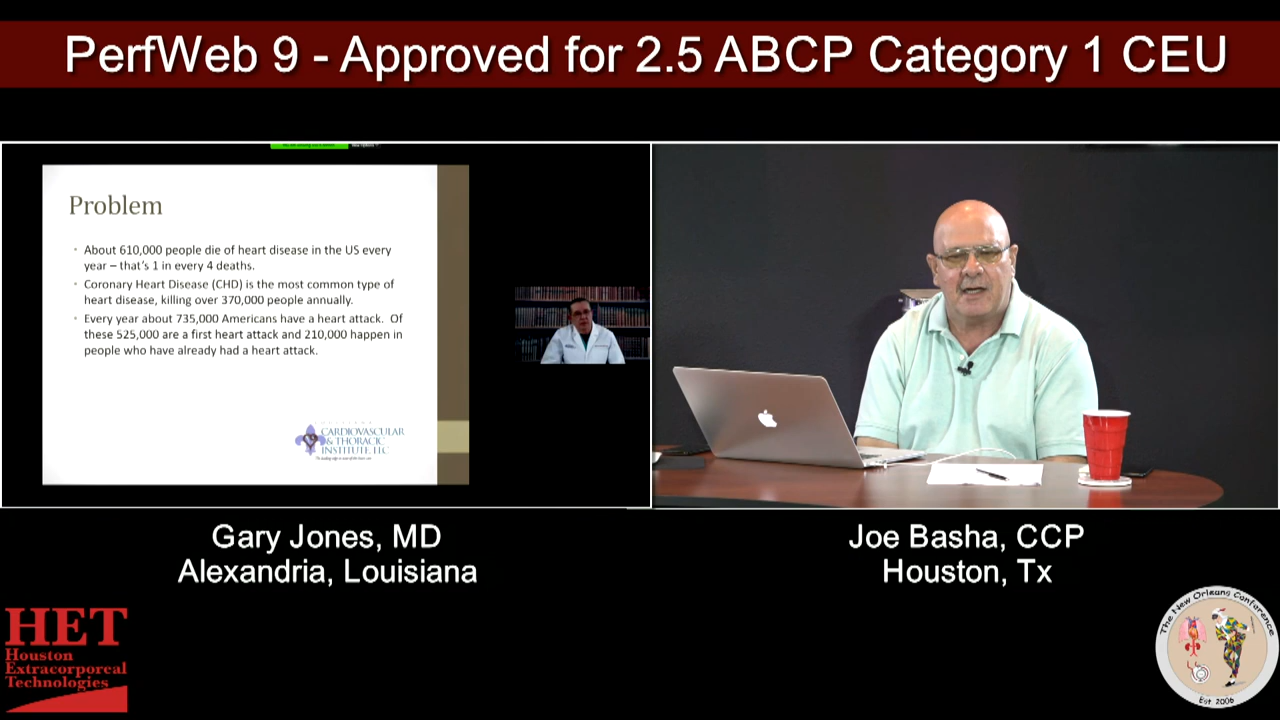 PerfWeb 9 - Approved for 2.5 ABCP Category 1 CEU
Problem
• About 610,000 people die of heart disease in the US every
year – that's 1 in every 4 deaths.
• Coronary Heart Disease (CHD) is the most common type of
heart disease, killing over 370,000 people annually.
• Every year about 735,000 Americans have a heart attack. Of
these 525,000 are a first heart attack and 210,000 happen in
people who have already had a heart attack.
CARDIOVASCULAR
& THORACIC
INSTITUTE, LLC
Gary Jones, MD
Alexandria, Louisiana
Joe Basha, CCP
Houston, Tx
HET
Houston
Extracorporeal
Technologies
The New Orleans Conference
Est. 2006